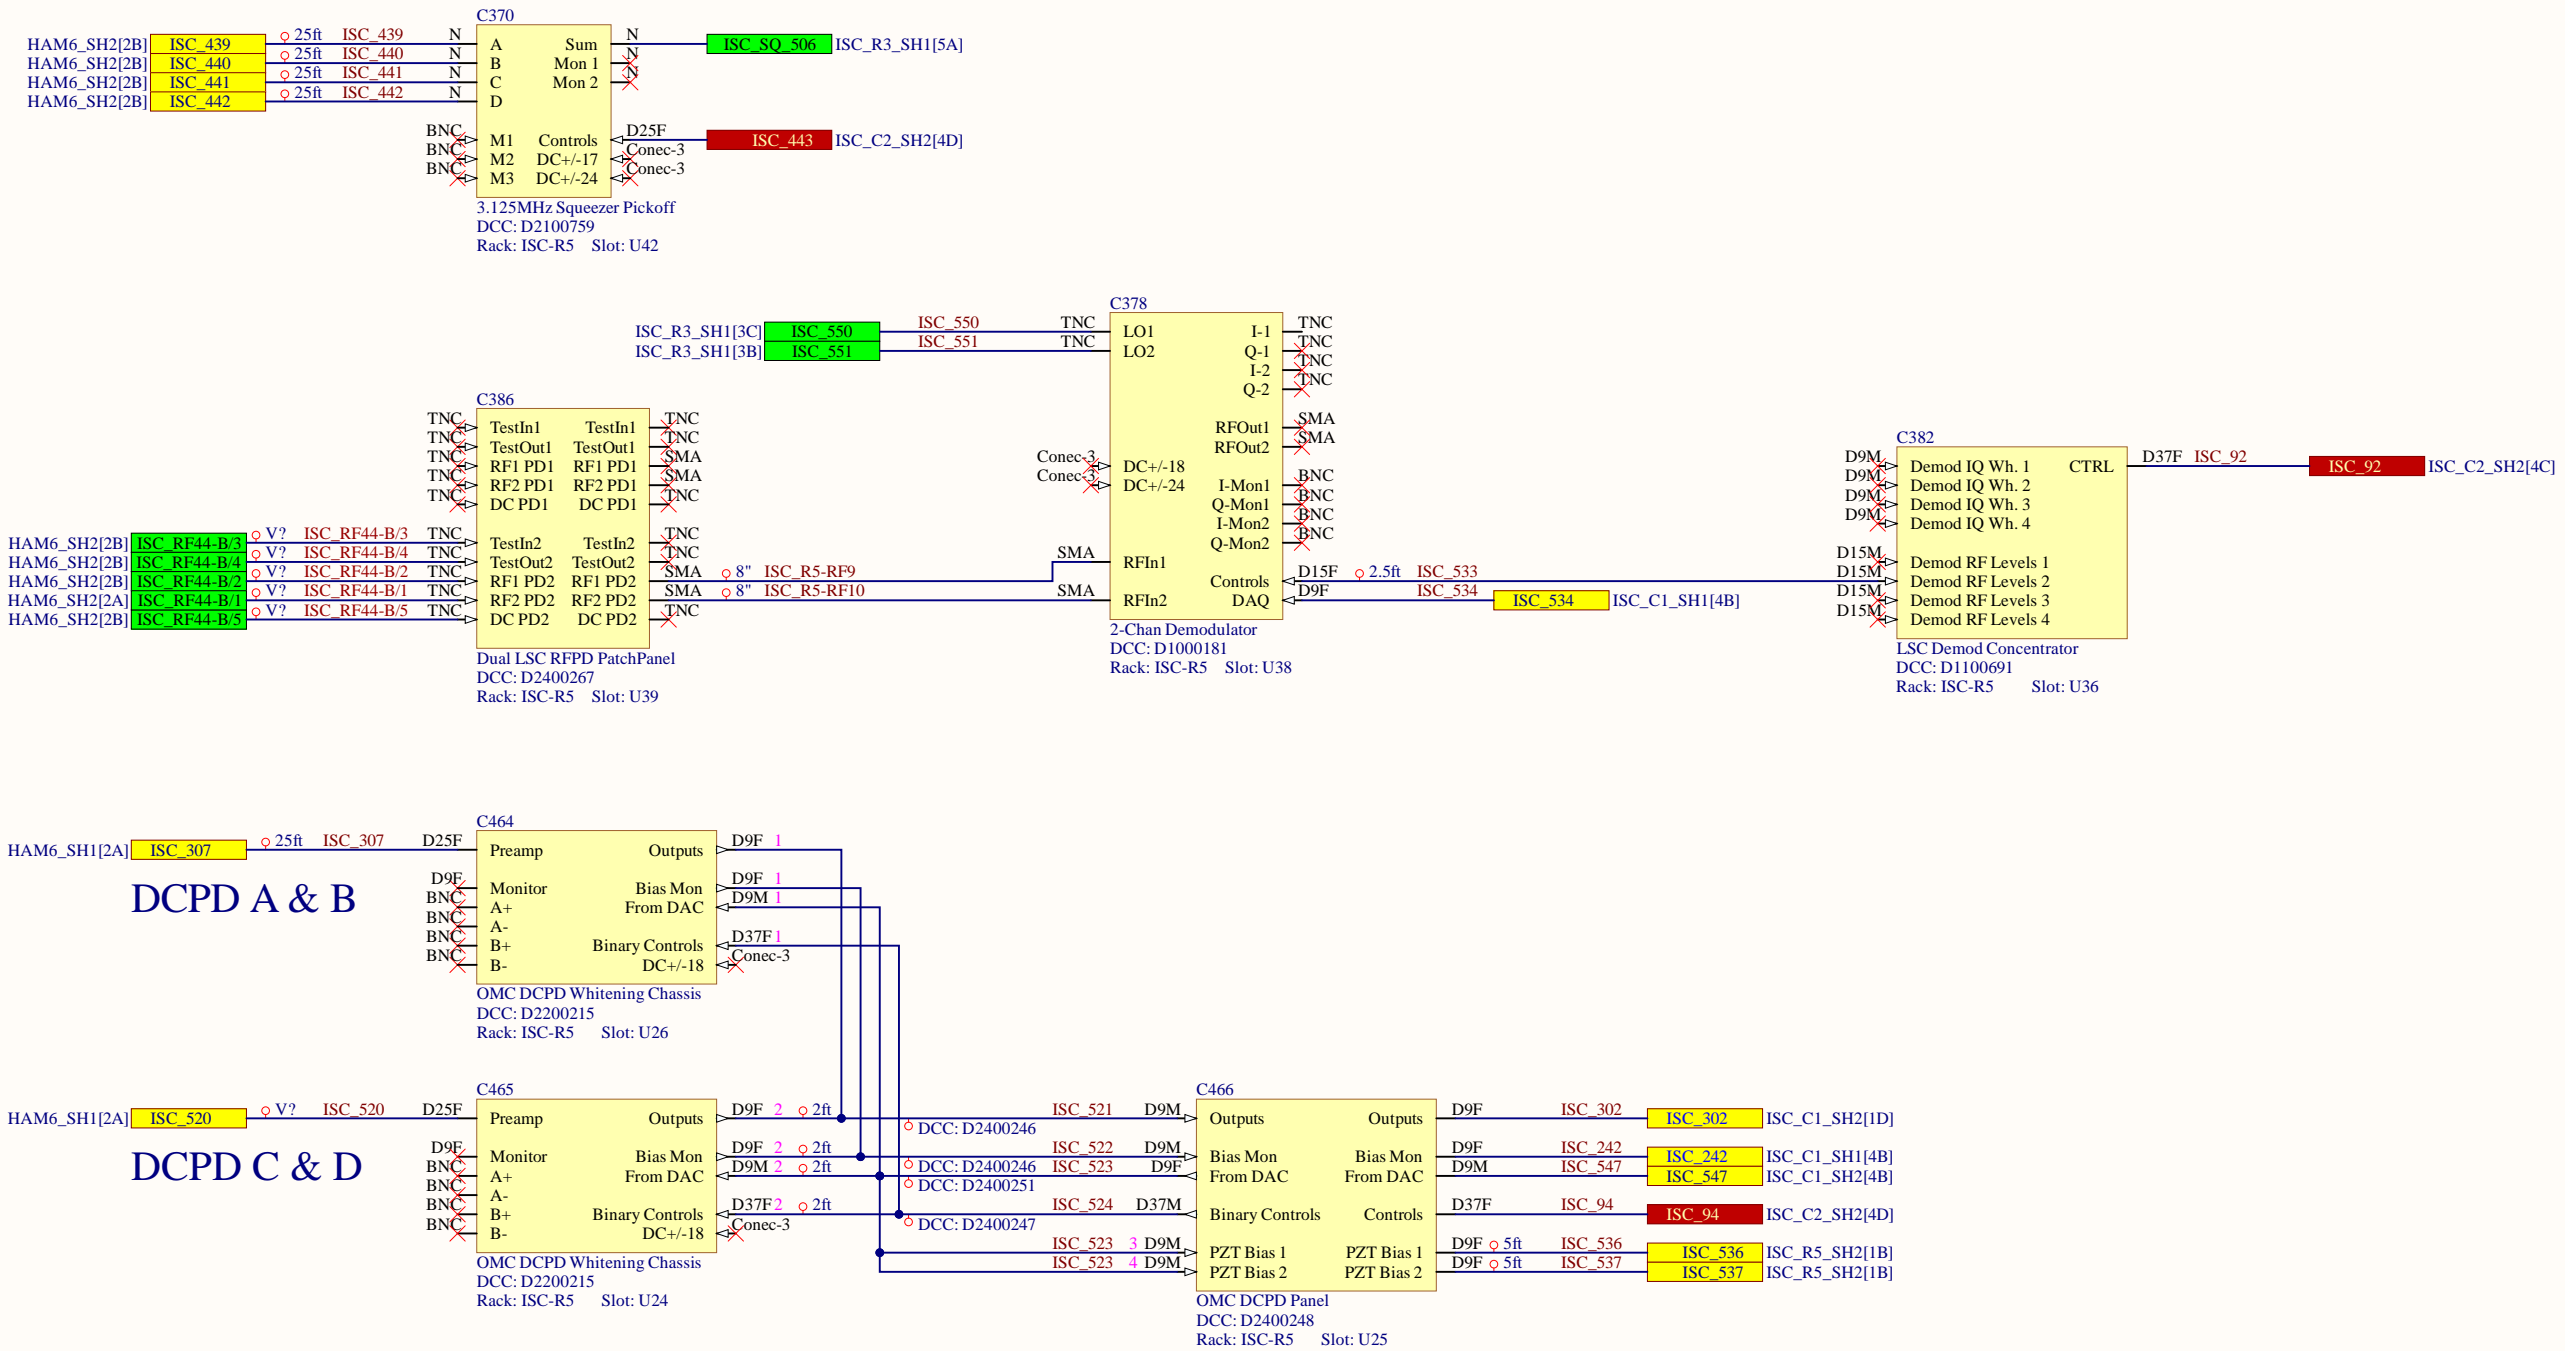 C370
HAM6_SH2[2B] ISC_439 25ft ISC_439 N A Sum N ISC_SQ_506 ISC_R3_SH1[5A]
HAM6_SH2[2B] ISC_440 25ft ISC_440 N B Mon 1 N
HAM6_SH2[2B] ISC_441 25ft ISC_441 N C Mon 2 N
HAM6_SH2[2B] ISC_442 25ft ISC_442 N D
BNC M1 Controls D25F ISC_443 ISC_C2_SH2[4D]
BNC M2 DC+/-17 Conec-3
BNC M3 DC+/-24 Conec-3
3.125MHz Squeezer Pickoff
DCC: D2100759
Rack: ISC-R5 Slot: U42
C378
ISC_R3_SH1[3C] ISC_550 ISC_550 TNC LO1 I-1 TNC
ISC_R3_SH1[3B] ISC_551 ISC_551 TNC LO2 Q-1 TNC
I-2 TNC
Q-2 TNC
RFOut1 SMA
RFOut2 SMA
Conec-3 DC+/-18
Conec-3 DC+/-24
I-Mon1 BNC
Q-Mon1 BNC
I-Mon2 BNC
Q-Mon2 BNC
SMA RFIn1
Controls D15F 2.5ft ISC_533
SMA RFIn2 DAQ D9F ISC_534 ISC_534 ISC_C1_SH1[4B]
2-Chan Demodulator
DCC: D1000181
Rack: ISC-R5 Slot: U38
C386
TNC TestIn1 TestIn1 TNC
TNC TestOut1 TestOut1 TNC
TNC RF1 PD1 RF1 PD1 SMA
TNC RF2 PD1 RF2 PD1 SMA
TNC DC PD1 DC PD1 TNC
HAM6_SH2[2B] ISC_RF44-B/3 V? ISC_RF44-B/3 TNC TestIn2 TestIn2 TNC
HAM6_SH2[2B] ISC_RF44-B/4 V? ISC_RF44-B/4 TNC TestOut2 TestOut2 TNC
HAM6_SH2[2B] ISC_RF44-B/2 V? ISC_RF44-B/2 TNC RF1 PD2 RF1 PD2 SMA 8" ISC_R5-RF9
HAM6_SH2[2A] ISC_RF44-B/1 V? ISC_RF44-B/1 TNC RF2 PD2 RF2 PD2 SMA 8" ISC_R5-RF10
HAM6_SH2[2B] ISC_RF44-B/5 V? ISC_RF44-B/5 TNC DC PD2 DC PD2 TNC
Dual LSC RFPD PatchPanel
DCC: D2400267
Rack: ISC-R5 Slot: U39
C382
D9M Demod IQ Wh. 1 CTRL D37F ISC_92 ISC_92 ISC_C2_SH2[4C]
D9M Demod IQ Wh. 2
D9M Demod IQ Wh. 3
D9M Demod IQ Wh. 4
D15M Demod RF Levels 1
D15M Demod RF Levels 2
D15M Demod RF Levels 3
D15M Demod RF Levels 4
LSC Demod Concentrator
DCC: D1100691
Rack: ISC-R5 Slot: U36
C464
HAM6_SH1[2A] ISC_307 25ft ISC_307 D25F Preamp Outputs D9F 1
D9F Monitor Bias Mon D9F 1
BNC A+ From DAC D9M 1
BNC A-
BNC B+ Binary Controls D37F 1
BNC B- DC+/-18 Conec-3
DCPD A & B
OMC DCPD Whitening Chassis
DCC: D2200215
Rack: ISC-R5 Slot: U26
C465
HAM6_SH1[2A] ISC_520 V? ISC_520 D25F Preamp Outputs D9F 2 2ft
D9F Monitor Bias Mon D9F 2 2ft
BNC A+ From DAC D9M 2 2ft
BNC A-
BNC B+ Binary Controls D37F 2 2ft
BNC B- DC+/-18 Conec-3
DCPD C & D
OMC DCPD Whitening Chassis
DCC: D2200215
Rack: ISC-R5 Slot: U24
DCC: D2400246
DCC: D2400246
DCC: D2400251
DCC: D2400247
C466
ISC_521 D9M Outputs Outputs D9F ISC_302 ISC_302 ISC_C1_SH2[1D]
ISC_522 D9M Bias Mon Bias Mon D9F ISC_242 ISC_242 ISC_C1_SH1[4B]
ISC_523 D9F From DAC From DAC D9M ISC_547 ISC_547 ISC_C1_SH2[4B]
ISC_524 D37M Binary Controls Controls D37F ISC_94 ISC_94 ISC_C2_SH2[4D]
ISC_523 3 D9M PZT Bias 1 PZT Bias 1 D9F 5ft ISC_536 ISC_536 ISC_R5_SH2[1B]
ISC_523 4 D9M PZT Bias 2 PZT Bias 2 D9F 5ft ISC_537 ISC_537 ISC_R5_SH2[1B]
OMC DCPD Panel
DCC: D2400248
Rack: ISC-R5 Slot: U25